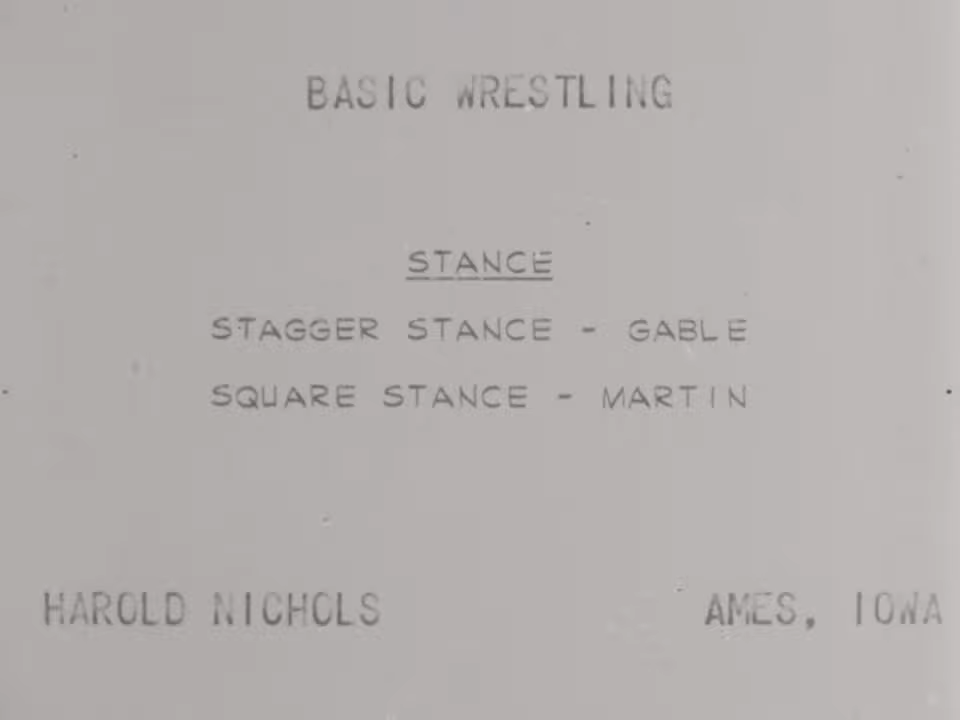 BASIC WRESTLING
STANCE
STAGGER STANCE - GABLE
SQUARE STANCE - MARTIN
HAROLD NICHOLS AMES, IOWA